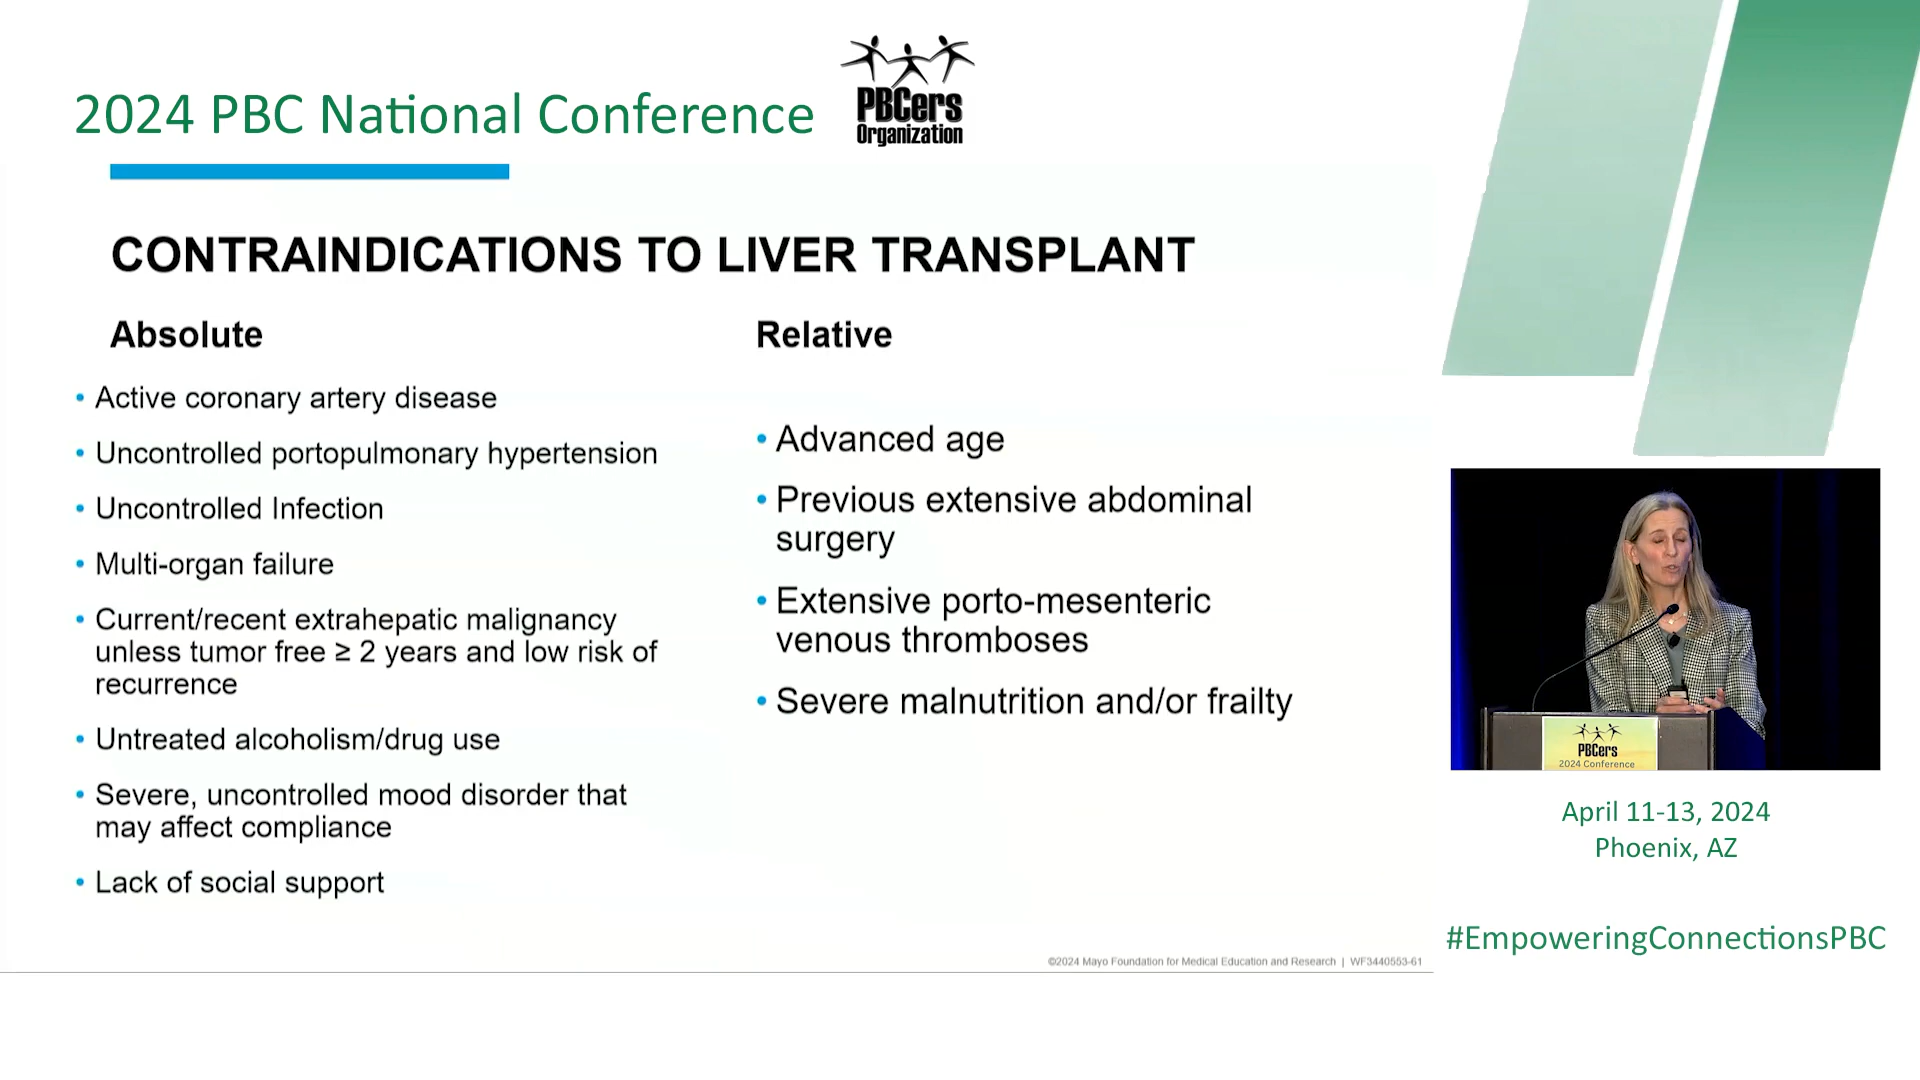 2024 PBC National Conference
PBCers
Organization
CONTRAINDICATIONS TO LIVER TRANSPLANT
Absolute
• Active coronary artery disease
• Uncontrolled portopulmonary hypertension
• Uncontrolled Infection
• Multi-organ failure
• Current/recent extrahepatic malignancy
unless tumor free ≥ 2 years and low risk of
recurrence
• Untreated alcoholism/drug use
• Severe, uncontrolled mood disorder that
may affect compliance
• Lack of social support
Relative
• Advanced age
• Previous extensive abdominal
surgery
• Extensive porto-mesenteric
venous thromboses
• Severe malnutrition and/or frailty
©2024 Mayo Foundation for Medical Education and Research | WF3440553-61
PBCers
2024 Conference
April 11-13, 2024
Phoenix, AZ
#EmpoweringConnectionsPBC